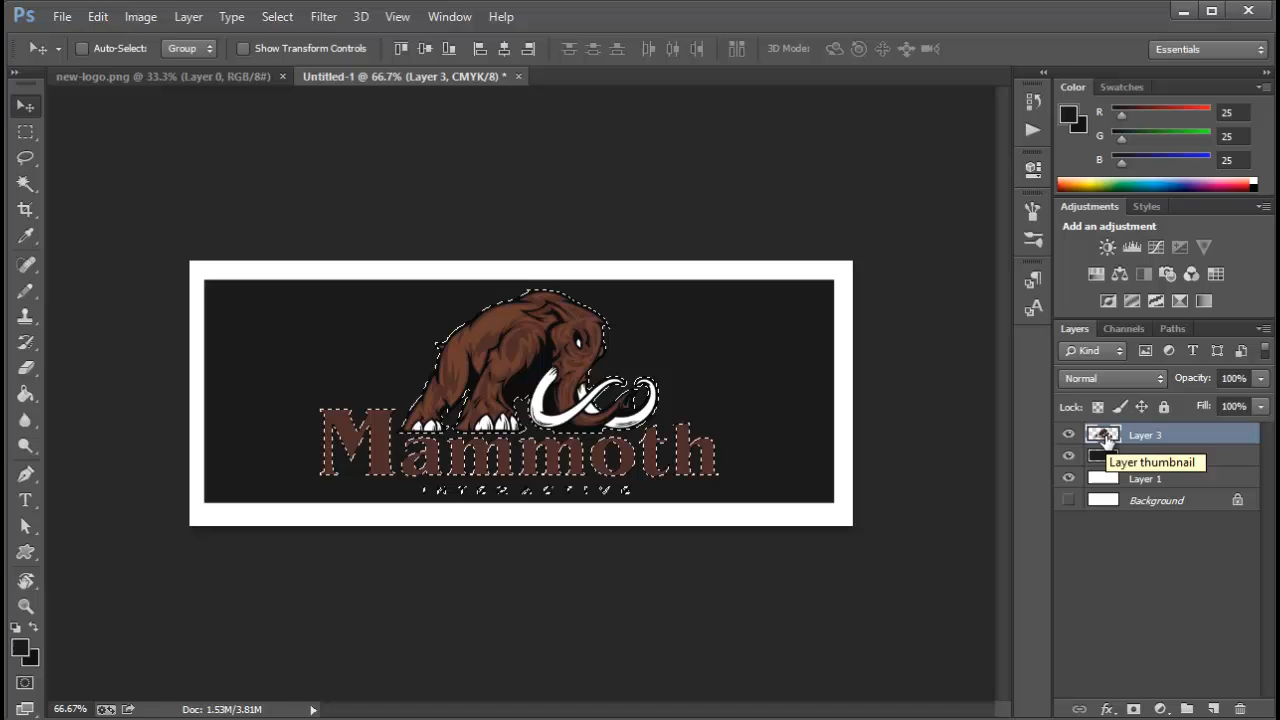 Ps File Edit Image Layer Type Select Filter 3D View Window Help
Auto-Select: Group Show Transform Controls 3D Mode: Essentials
new-logo.png @ 33.3% (Layer 0, RGB/8#) × Untitled-1 @ 66.7% (Layer 3, CMYK/8) * ×
Color Swatches
R 25
G 25
B 25
Adjustments Styles
Add an adjustment
Layers Channels Paths
Kind
Normal Opacity: 100%
Lock: Fill: 100%
Layer 3
Layer thumbnail
Layer 1
Background
Mammoth
INTERACTIVE
66.67% Doc: 1.53M/3.81M